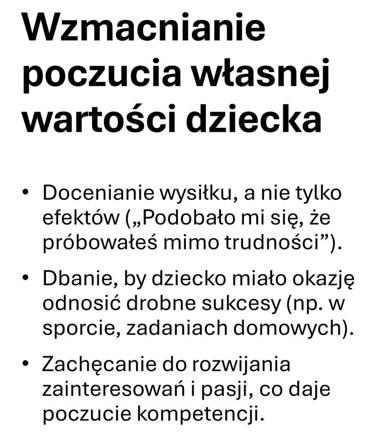 Wzmacnianie
poczucia własnej
wartości dziecka
• Docenianie wysiłku, a nie tylko
efektów („Podobało mi się, że
próbowałeś mimo trudności”).
• Dbanie, by dziecko miało okazję
odnosić drobne sukcesy (np. w
sporcie, zadaniach domowych).
• Zachęcanie do rozwijania
zainteresowań i pasji, co daje
poczucie kompetencji.